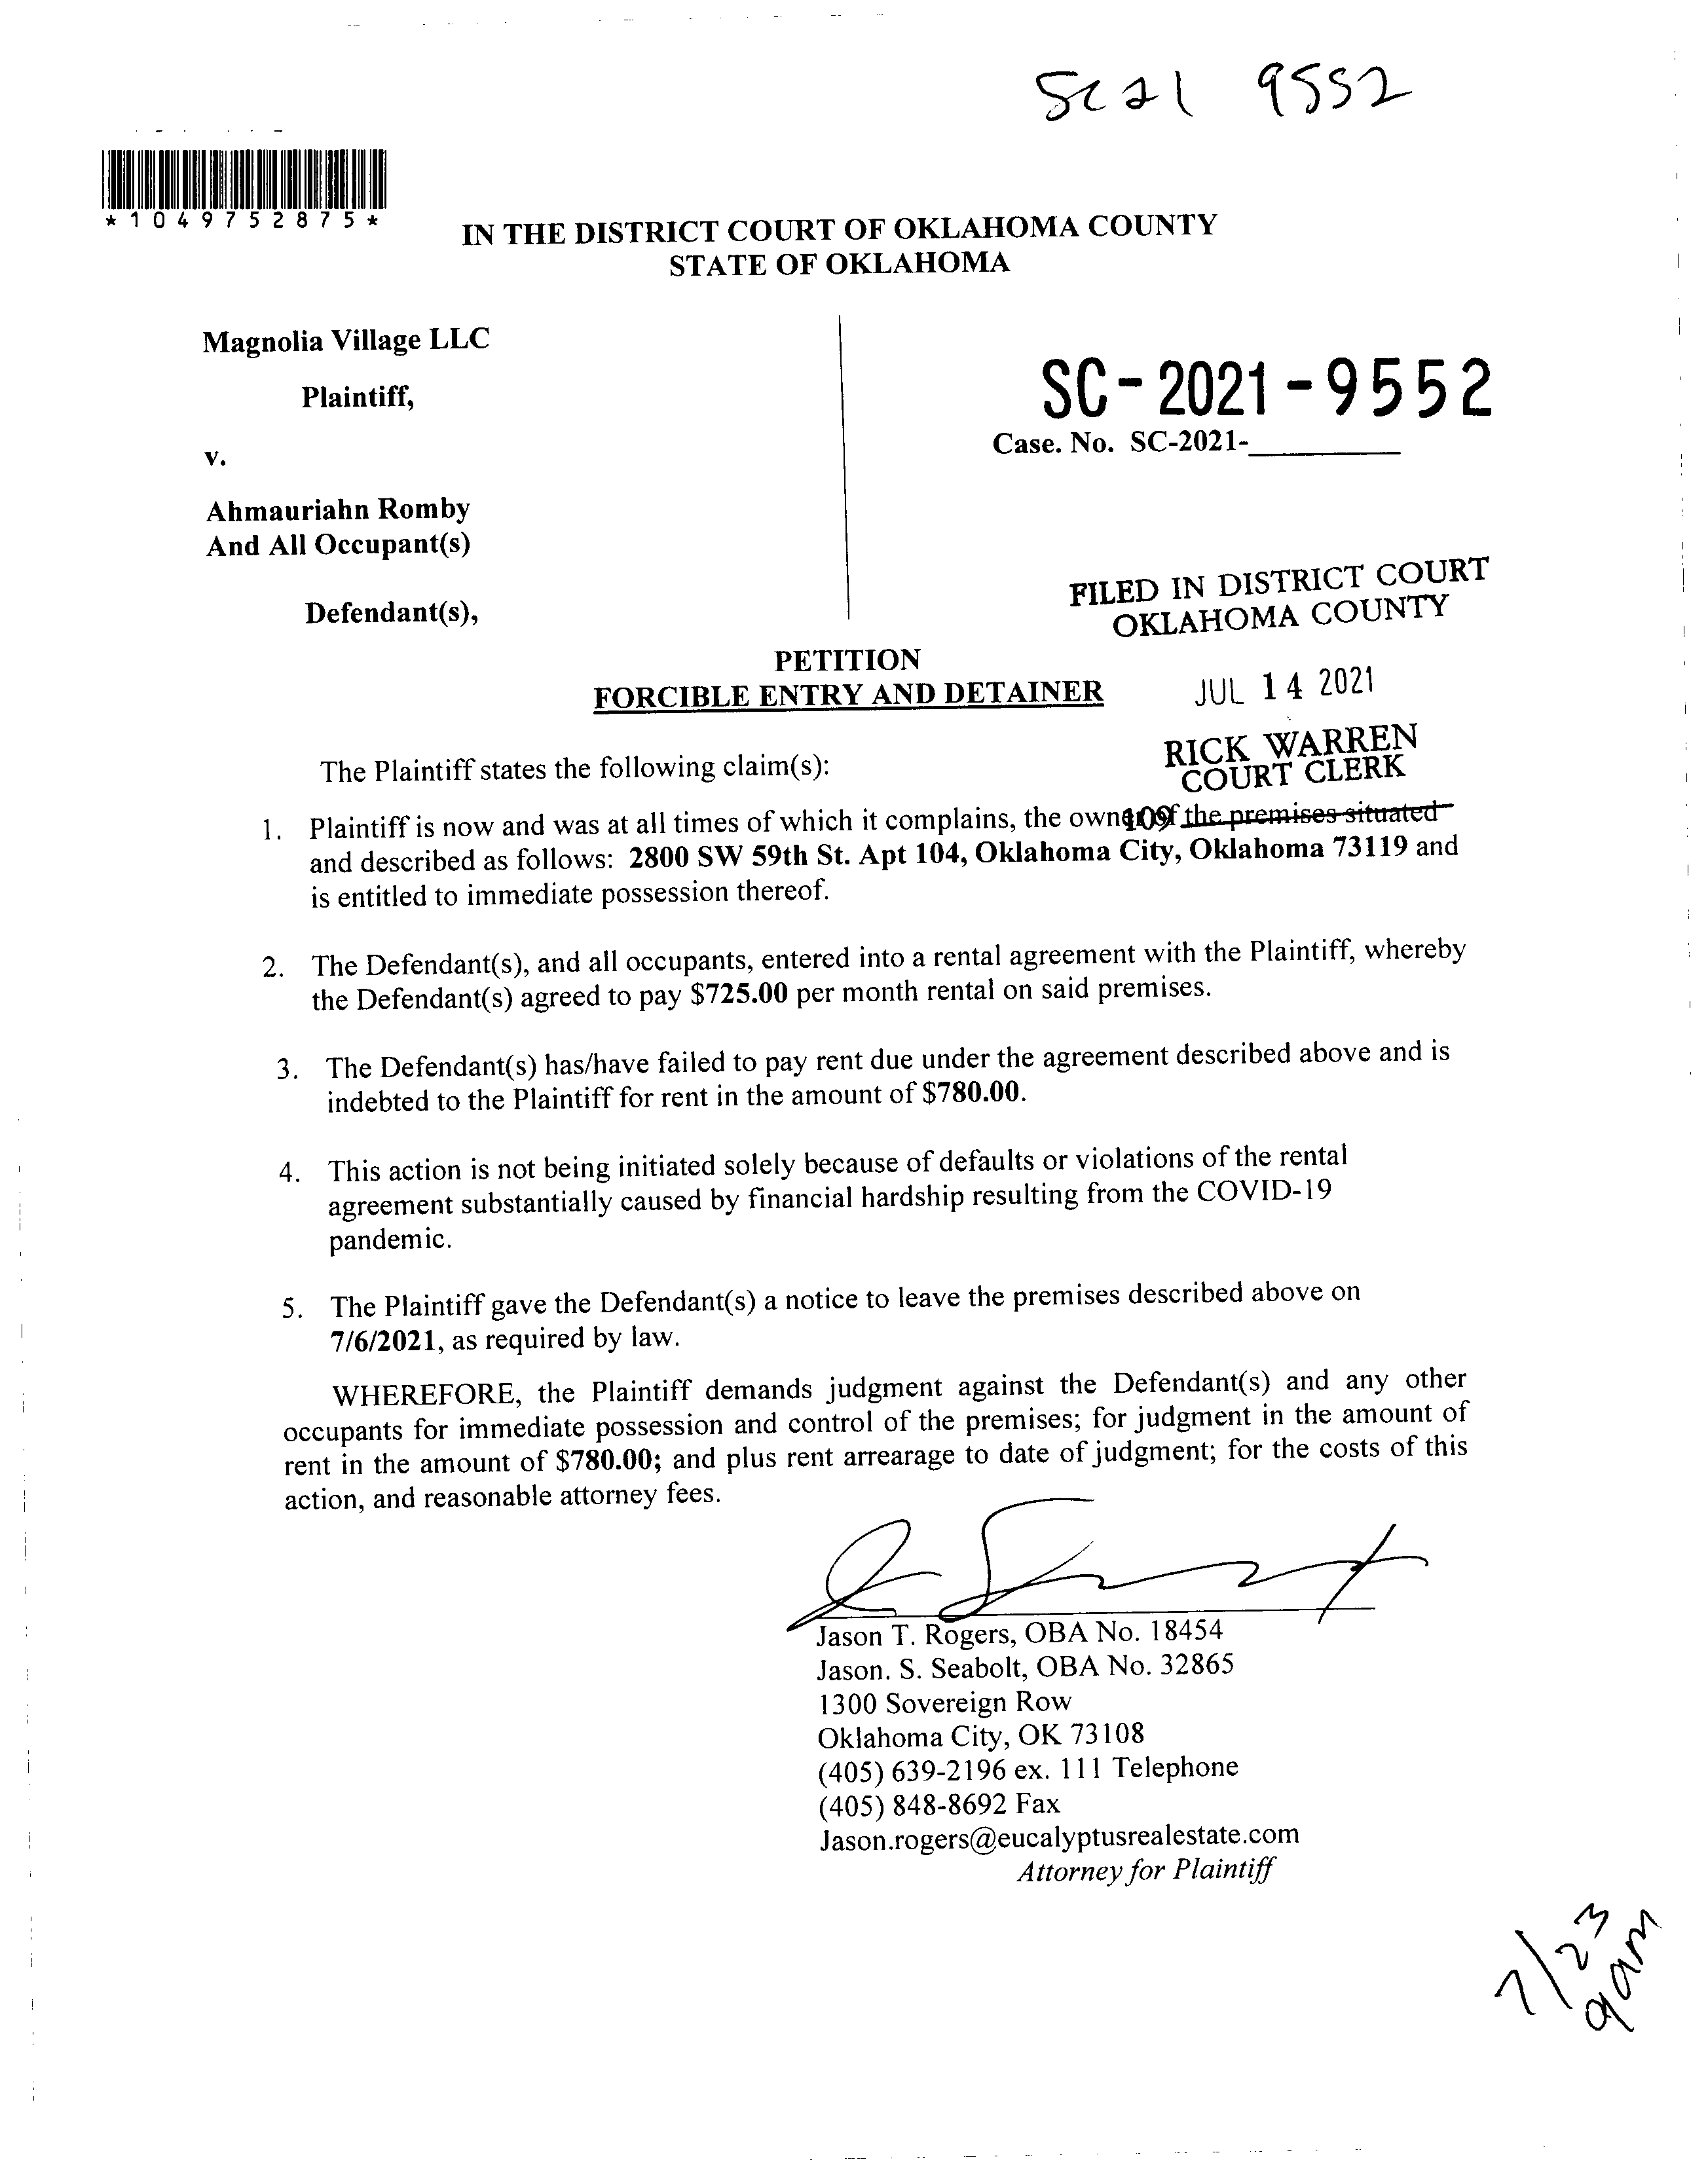 SC21 9552
*1049752875*
IN THE DISTRICT COURT OF OKLAHOMA COUNTY
STATE OF OKLAHOMA
Magnolia Village LLC
Plaintiff,
v.
Ahmauriahn Romby
And All Occupant(s)
Defendant(s),
SC-2021-9552
Case. No. SC-2021-________
FILED IN DISTRICT COURT
OKLAHOMA COUNTY
JUL 14 2021
RICK WARREN
COURT CLERK
109
PETITION
FORCIBLE ENTRY AND DETAINER
The Plaintiff states the following claim(s):
1. Plaintiff is now and was at all times of which it complains, the owner of the premises situated
and described as follows: 2800 SW 59th St. Apt 104, Oklahoma City, Oklahoma 73119 and
is entitled to immediate possession thereof.
2. The Defendant(s), and all occupants, entered into a rental agreement with the Plaintiff, whereby
the Defendant(s) agreed to pay $725.00 per month rental on said premises.
3. The Defendant(s) has/have failed to pay rent due under the agreement described above and is
indebted to the Plaintiff for rent in the amount of $780.00.
4. This action is not being initiated solely because of defaults or violations of the rental
agreement substantially caused by financial hardship resulting from the COVID-19
pandemic.
5. The Plaintiff gave the Defendant(s) a notice to leave the premises described above on
7/6/2021, as required by law.
WHEREFORE, the Plaintiff demands judgment against the Defendant(s) and any other
occupants for immediate possession and control of the premises; for judgment in the amount of
rent in the amount of $780.00; and plus rent arrearage to date of judgment; for the costs of this
action, and reasonable attorney fees.
Jason T. Rogers, OBA No. 18454
Jason. S. Seabolt, OBA No. 32865
1300 Sovereign Row
Oklahoma City, OK 73108
(405) 639-2196 ex. 111 Telephone
(405) 848-8692 Fax
Jason.rogers@eucalyptusrealestate.com
Attorney for Plaintiff
7/23
9am